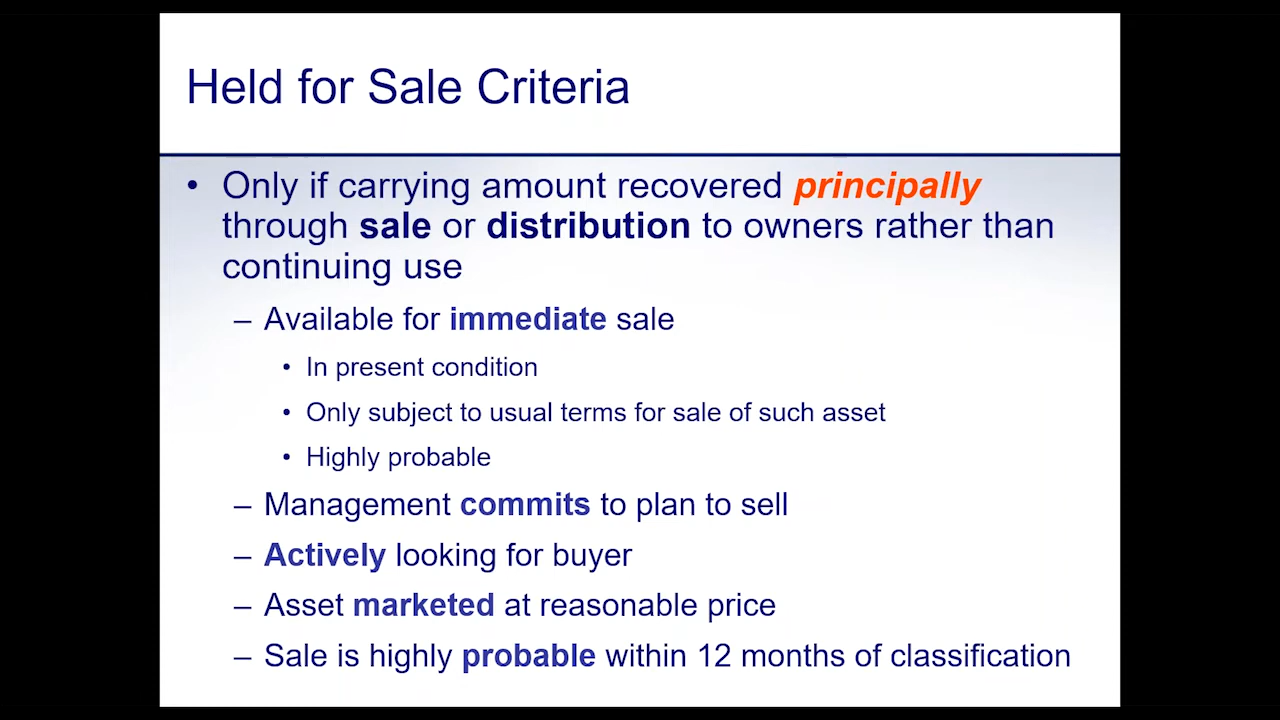 Held for Sale Criteria
• Only if carrying amount recovered principally
through sale or distribution to owners rather than
continuing use
– Available for immediate sale
• In present condition
• Only subject to usual terms for sale of such asset
• Highly probable
– Management commits to plan to sell
– Actively looking for buyer
– Asset marketed at reasonable price
– Sale is highly probable within 12 months of classification